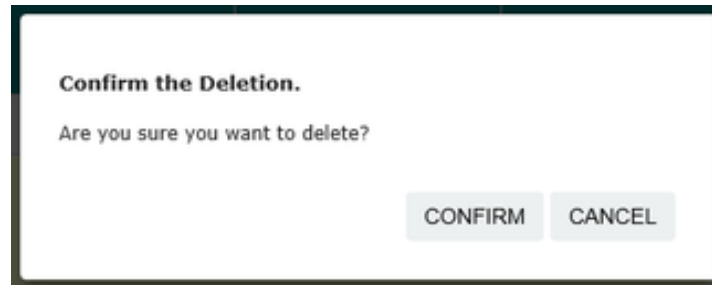 Confirm the Deletion.
Are you sure you want to delete?
CONFIRM CANCEL